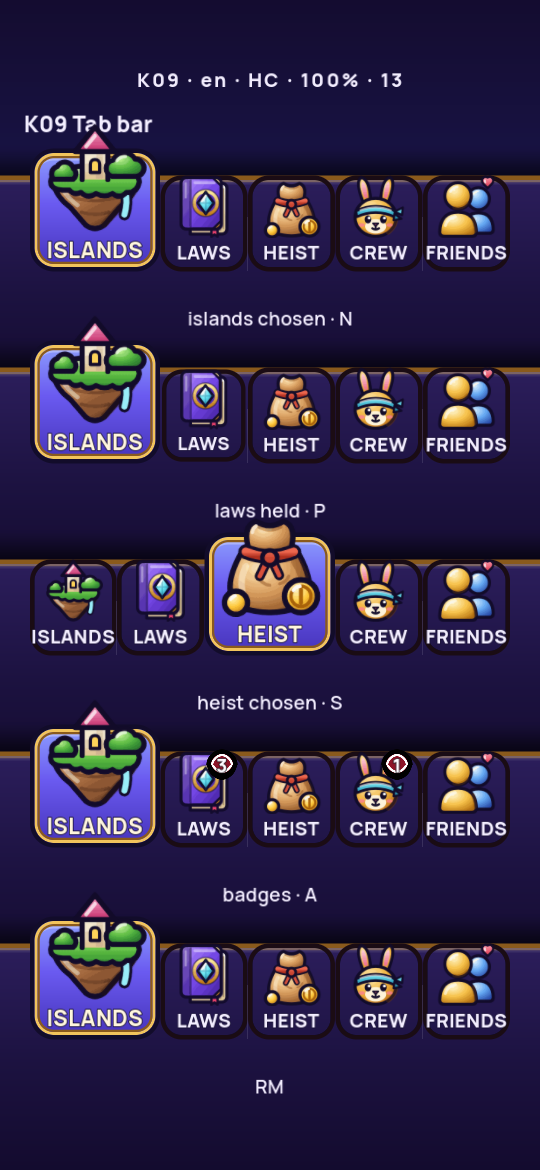 K09 · en · HC · 100% · 13
K09 Tab bar
ISLANDS LAWS HEIST CREW FRIENDS
islands chosen · N
ISLANDS LAWS HEIST CREW FRIENDS
laws held · P
ISLANDS LAWS HEIST CREW FRIENDS
heist chosen · S
3 1
ISLANDS LAWS HEIST CREW FRIENDS
badges · A
ISLANDS LAWS HEIST CREW FRIENDS
RM